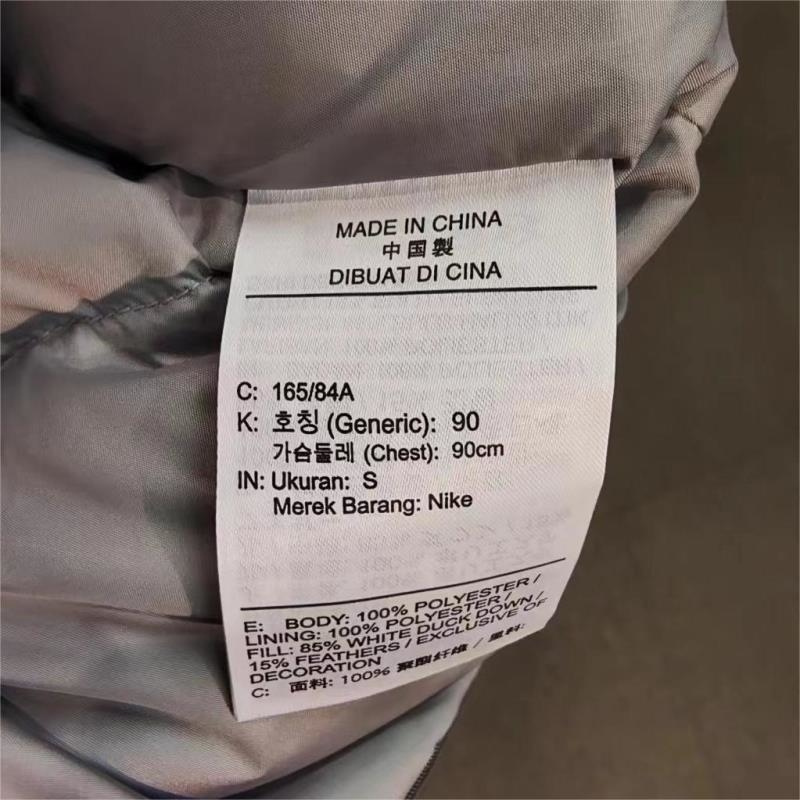 MADE IN CHINA
中国製
DIBUAT DI CINA
C: 165/84A
K: 호칭 (Generic): 90
가슴둘레 (Chest): 90cm
IN: Ukuran: S
Merek Barang: Nike
E: BODY: 100% POLYESTER /
LINING: 100% POLYESTER /
FILL: 85% WHITE DUCK DOWN /
15% FEATHERS / EXCLUSIVE OF
DECORATION
C: 面料: 100% 聚酯纤维 / 里料: